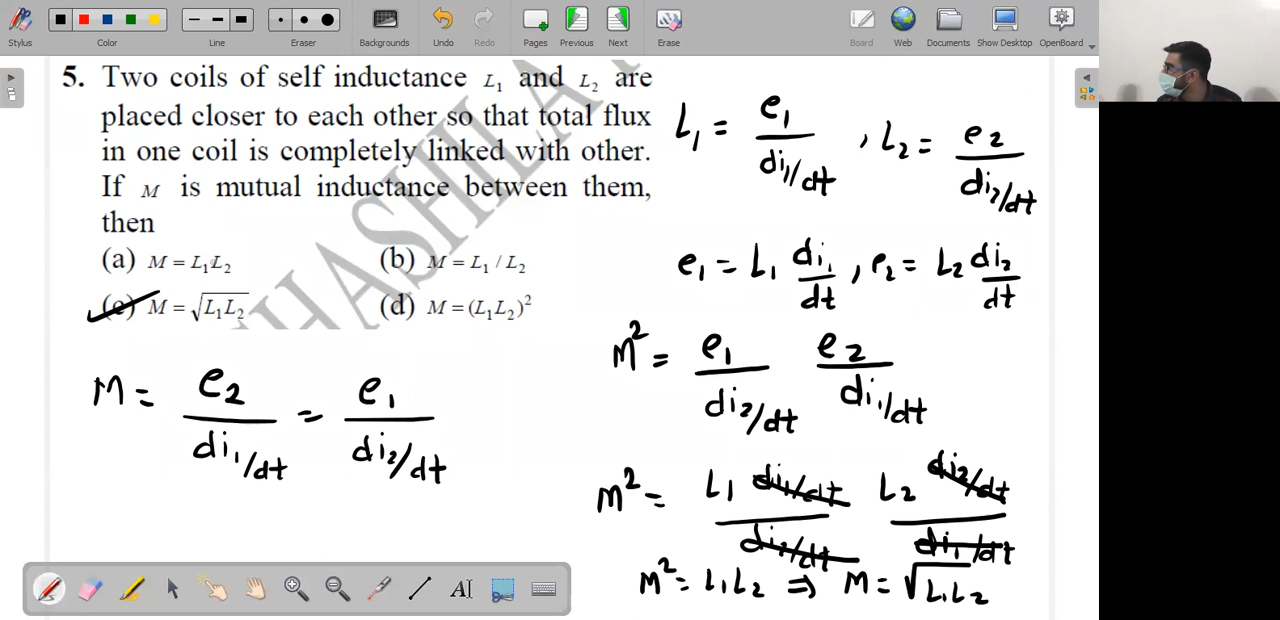 Stylus Color Line Eraser Backgrounds Undo Redo Pages Previous Next Erase Board Web Documents Show Desktop OpenBoard
5. Two coils of self inductance L₁ and L₂ are
placed closer to each other so that total flux
in one coil is completely linked with other.
If M is mutual inductance between them,
then
(a) M = L₁L₂ (b) M = L₁ / L₂
(c) M = √(L₁L₂) (d) M = (L₁L₂)²
M = e₂/(di₁/dt) = e₁/(di₂/dt)
L₁ = e₁/(di₁/dt) , L₂ = e₂/(di₂/dt)
e₁ = L₁ di₁/dt , e₂ = L₂ di₂/dt
M² = e₁/(di₂/dt) e₂/(di₁/dt)
M² = L₁ di₁/dt / (di₂/dt) L₂ di₂/dt / (di₁/dt)
M² = L₁L₂ ⇒ M = √(L₁L₂)